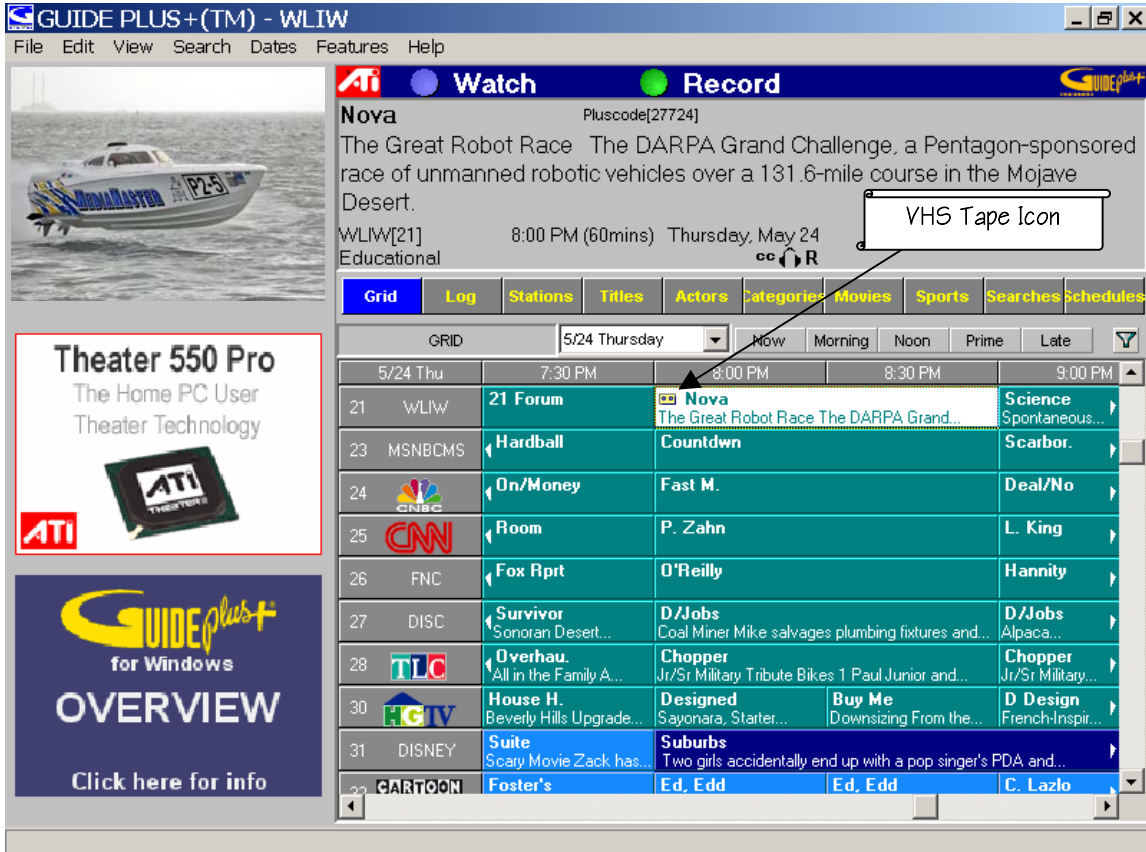 GUIDE PLUS+(TM) - WLIW
File Edit View Search Dates Features Help
MEDIAMASTER P2-5
ATi Watch Record GUIDE plus+
Nova Pluscode[27724]
The Great Robot Race The DARPA Grand Challenge, a Pentagon-sponsored
race of unmanned robotic vehicles over a 131.6-mile course in the Mojave
Desert.
VHS Tape Icon
WLIW[21] 8:00 PM (60mins) Thursday, May 24
Educational cc R
Grid Log Stations Titles Actors Categories Movies Sports Searches Schedules
GRID 5/24 Thursday Now Morning Noon Prime Late
5/24 Thu 7:30 PM 8:00 PM 8:30 PM 9:00 PM
21 WLIW 21 Forum Nova Science
The Great Robot Race The DARPA Grand... Spontaneous...
23 MSNBCMS Hardball Countdwn Scarbor.
24 CNBC On/Money Fast M. Deal/No
25 CNN Room P. Zahn L. King
26 FNC Fox Rprt O'Reilly Hannity
27 DISC Survivor D/Jobs D/Jobs
Sonoran Desert... Coal Miner Mike salvages plumbing fixtures and... Alpaca...
28 TLC Overhau. Chopper Chopper
All in the Family A... Jr/Sr Military Tribute Bikes 1 Paul Junior and... Jr/Sr Military...
30 HGTV House H. Designed Buy Me D Design
Beverly Hills Upgrade... Sayonara, Starter... Downsizing From the... French-Inspir...
31 DISNEY Suite Suburbs
Scary Movie Zack has... Two girls accidentally end up with a pop singer's PDA and...
CARTOON Foster's Ed, Edd Ed, Edd C. Lazlo
Theater 550 Pro
The Home PC User
Theater Technology
ATi
THEATER
ATi
GUIDE plus+
for Windows
OVERVIEW
Click here for info